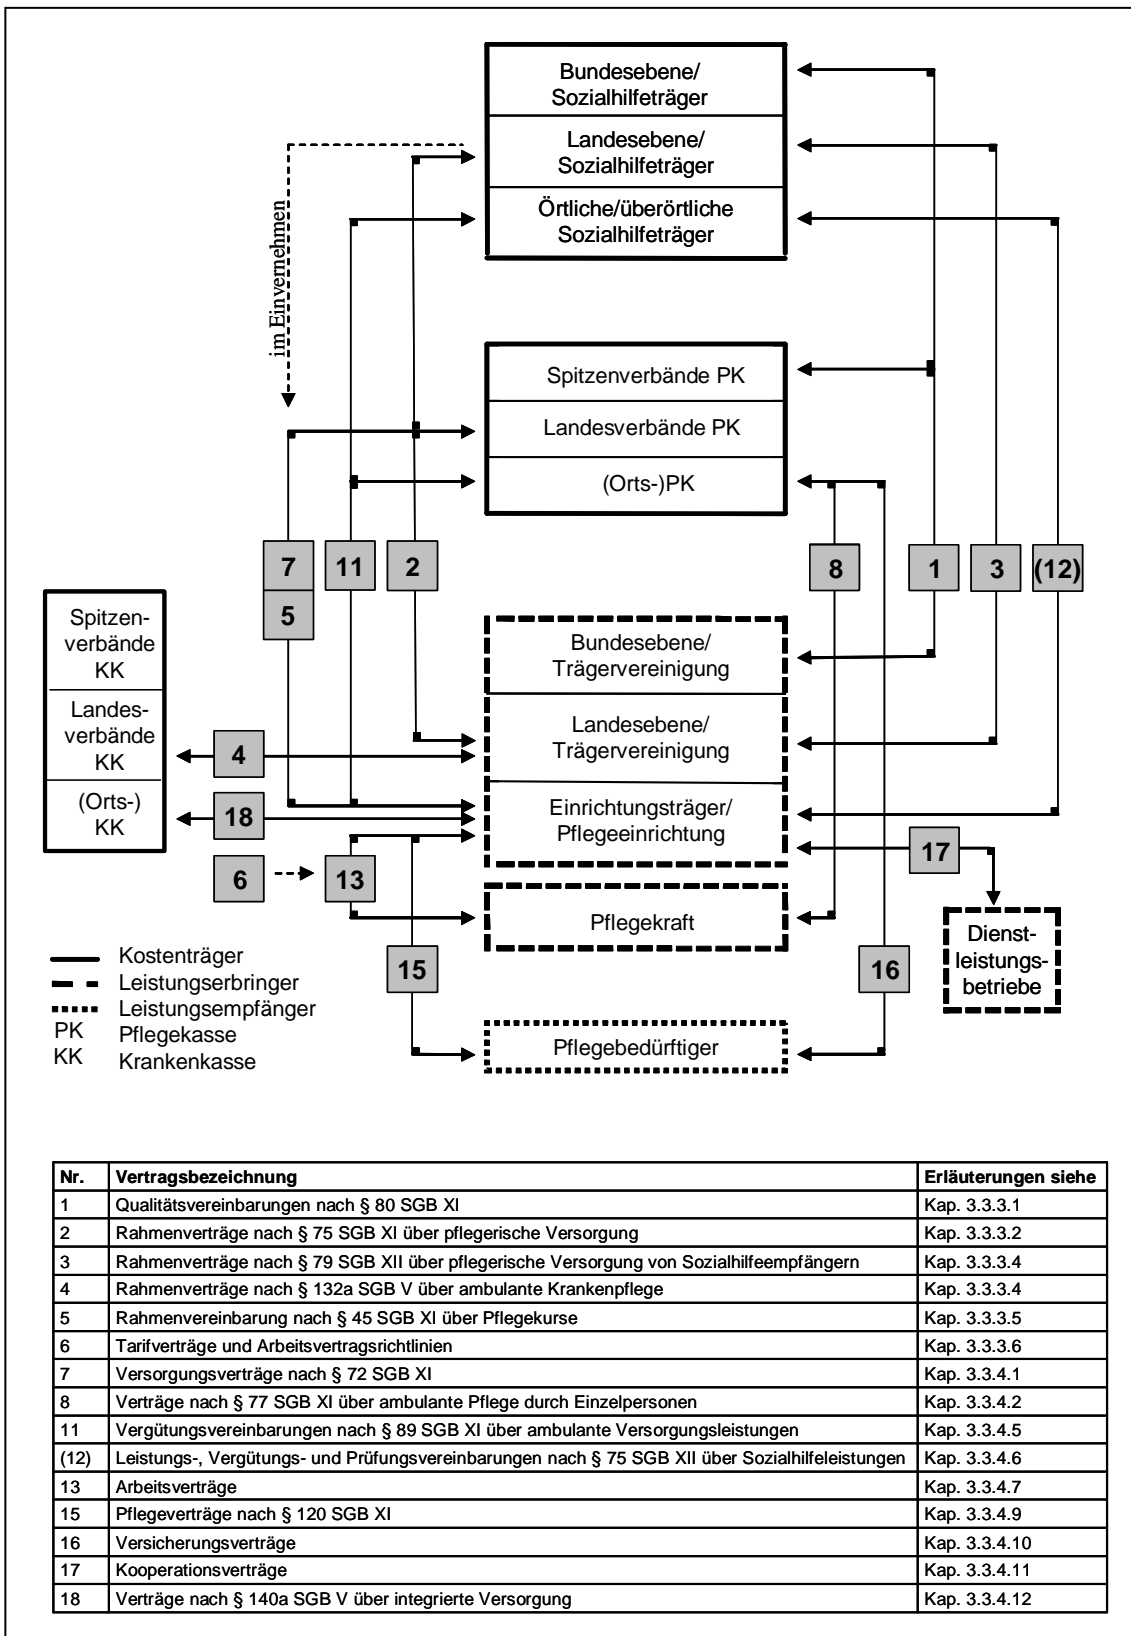 Bundesebene/
Sozialhilfeträger
Landesebene/
Sozialhilfeträger
Örtliche/überörtliche
Sozialhilfeträger
im Einvernehmen
Spitzenverbände PK
Landesverbände PK
(Orts-)PK
7
11
2
8
1
3
(12)
5
Spitzen-
verbände
KK
Landes-
verbände
KK
(Orts-)
KK
Bundesebene/
Trägervereinigung
Landesebene/
Trägervereinigung
Einrichtungsträger/
Pflegeeinrichtung
4
18
6
13
17
Pflegekraft
Dienst-
leistungs-
betriebe
15
16
Pflegebedürftiger
Kostenträger
Leistungserbringer
Leistungsempfänger
PK Pflegekasse
KK Krankenkasse
Nr. Vertragsbezeichnung Erläuterungen siehe
1 Qualitätsvereinbarungen nach § 80 SGB XI Kap. 3.3.3.1
2 Rahmenverträge nach § 75 SGB XI über pflegerische Versorgung Kap. 3.3.3.2
3 Rahmenverträge nach § 79 SGB XII über pflegerische Versorgung von Sozialhilfeempfängern Kap. 3.3.3.4
4 Rahmenverträge nach § 132a SGB V über ambulante Krankenpflege Kap. 3.3.3.4
5 Rahmenvereinbarung nach § 45 SGB XI über Pflegekurse Kap. 3.3.3.5
6 Tarifverträge und Arbeitsvertragsrichtlinien Kap. 3.3.3.6
7 Versorgungsverträge nach § 72 SGB XI Kap. 3.3.4.1
8 Verträge nach § 77 SGB XI über ambulante Pflege durch Einzelpersonen Kap. 3.3.4.2
11 Vergütungsvereinbarungen nach § 89 SGB XI über ambulante Versorgungsleistungen Kap. 3.3.4.5
(12) Leistungs-, Vergütungs- und Prüfungsvereinbarungen nach § 75 SGB XII über Sozialhilfeleistungen Kap. 3.3.4.6
13 Arbeitsverträge Kap. 3.3.4.7
15 Pflegeverträge nach § 120 SGB XI Kap. 3.3.4.9
16 Versicherungsverträge Kap. 3.3.4.10
17 Kooperationsverträge Kap. 3.3.4.11
18 Verträge nach § 140a SGB V über integrierte Versorgung Kap. 3.3.4.12